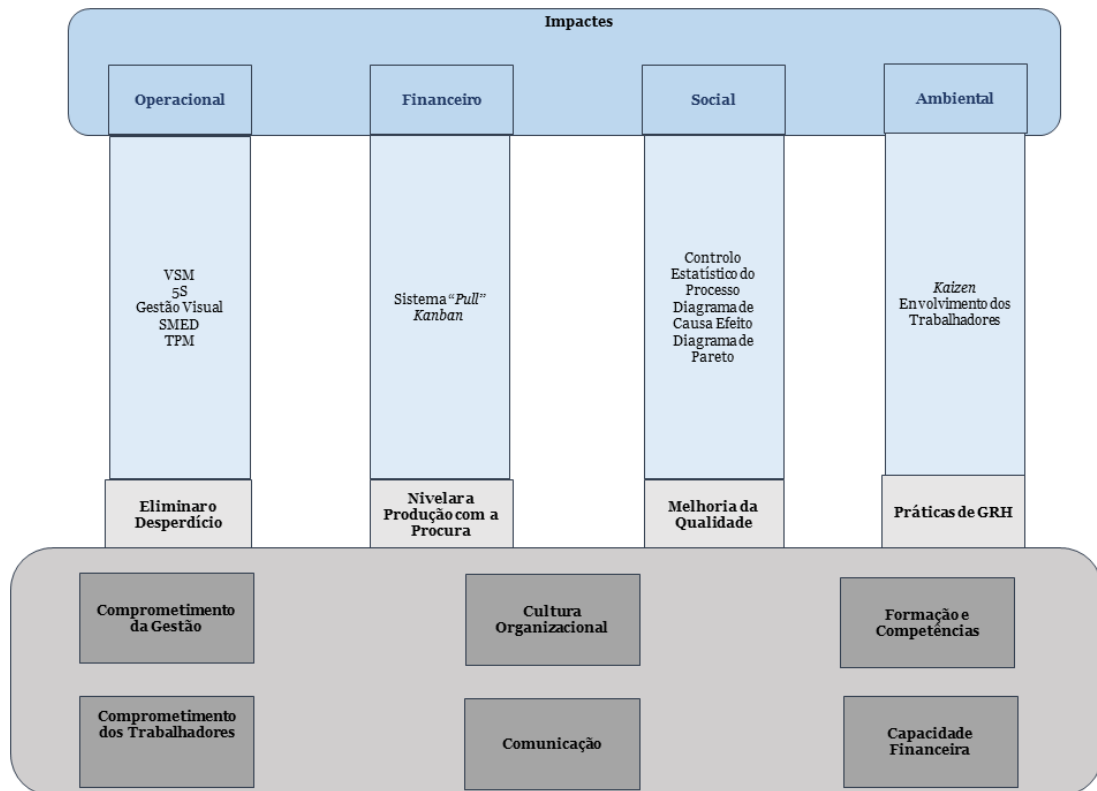 Impactes
Operacional
Financeiro
Social
Ambiental
VSM
5S
Gestão Visual
SMED
TPM
Sistema “Pull”
Kanban
Controlo
Estatístico do
Processo
Diagrama de
Causa Efeito
Diagrama de
Pareto
Kaizen
Envolvimento dos
Trabalhadores
Eliminar o
Desperdício
Nivelar a
Produção com a
Procura
Melhoria da
Qualidade
Práticas de GRH
Comprometimento
da Gestão
Cultura
Organizacional
Formação e
Competências
Comprometimento
dos Trabalhadores
Comunicação
Capacidade
Financeira